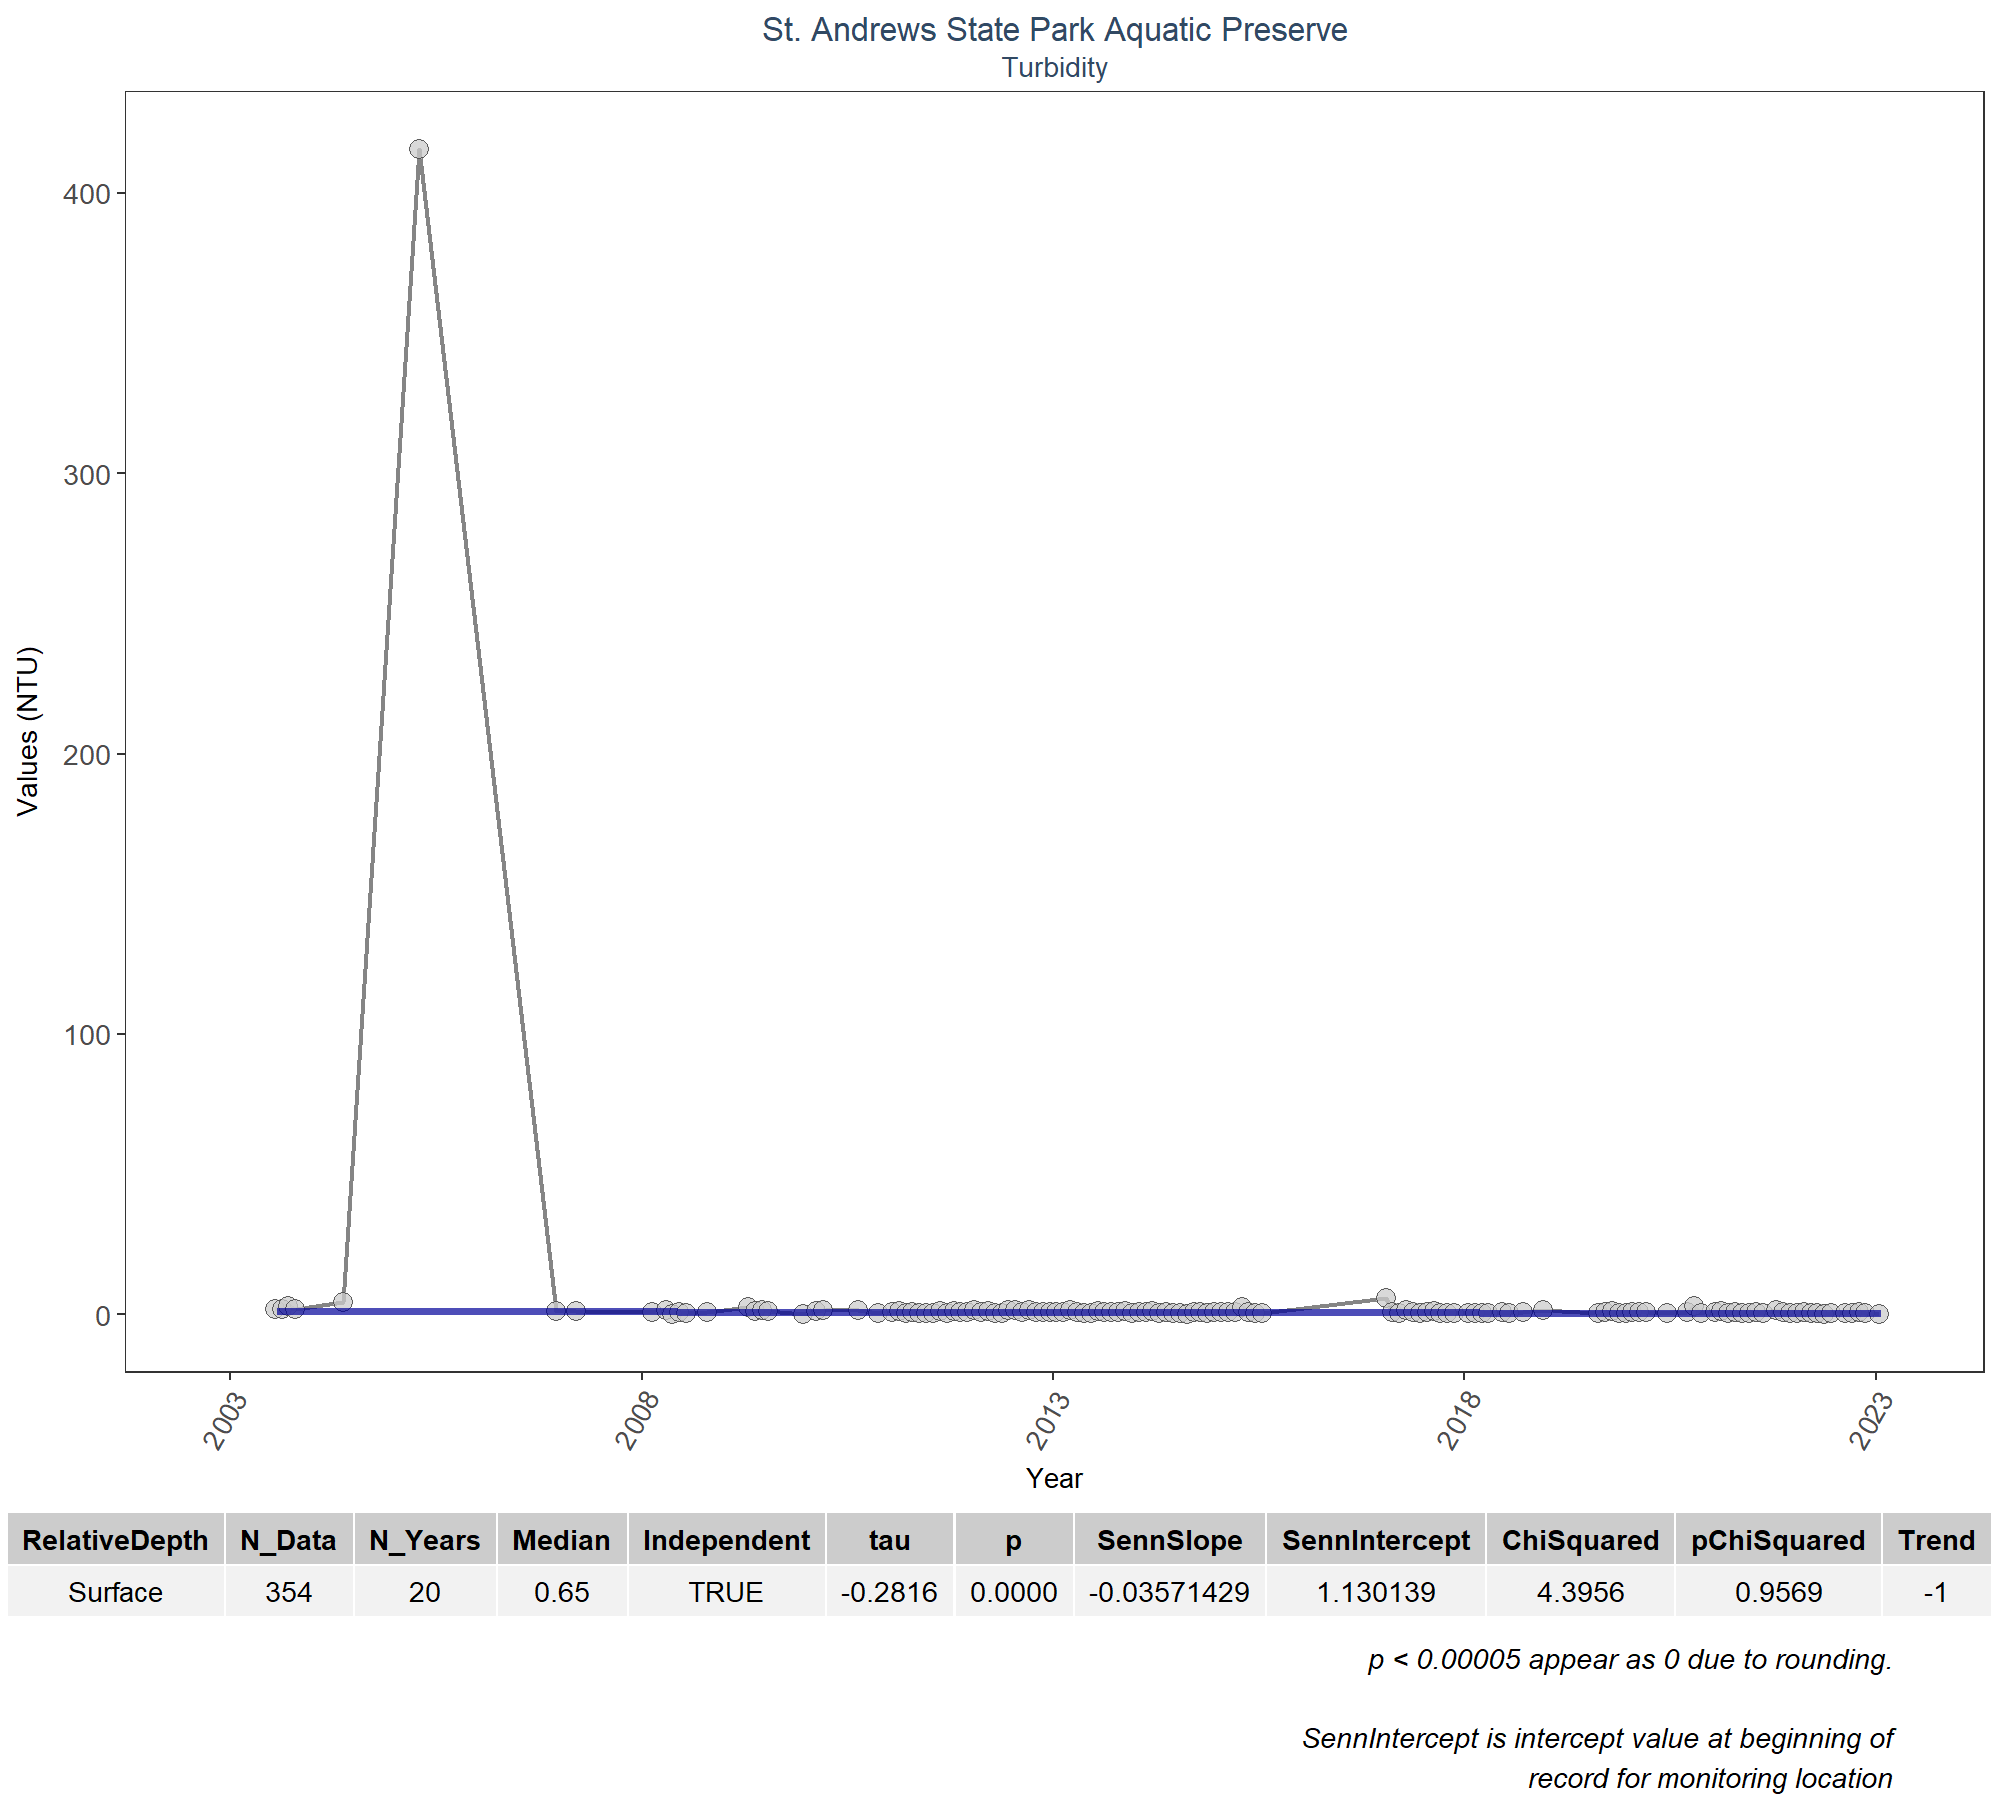 St. Andrews State Park Aquatic Preserve
Turbidity
Values (NTU)
400
300
200
100
0
2003 2008 2013 2018 2023
Year
RelativeDepth N_Data N_Years Median Independent tau p SennSlope SennIntercept ChiSquared pChiSquared Trend
Surface 354 20 0.65 TRUE -0.2816 0.0000 -0.03571429 1.130139 4.3956 0.9569 -1
p < 0.00005 appear as 0 due to rounding.
SennIntercept is intercept value at beginning of
record for monitoring location